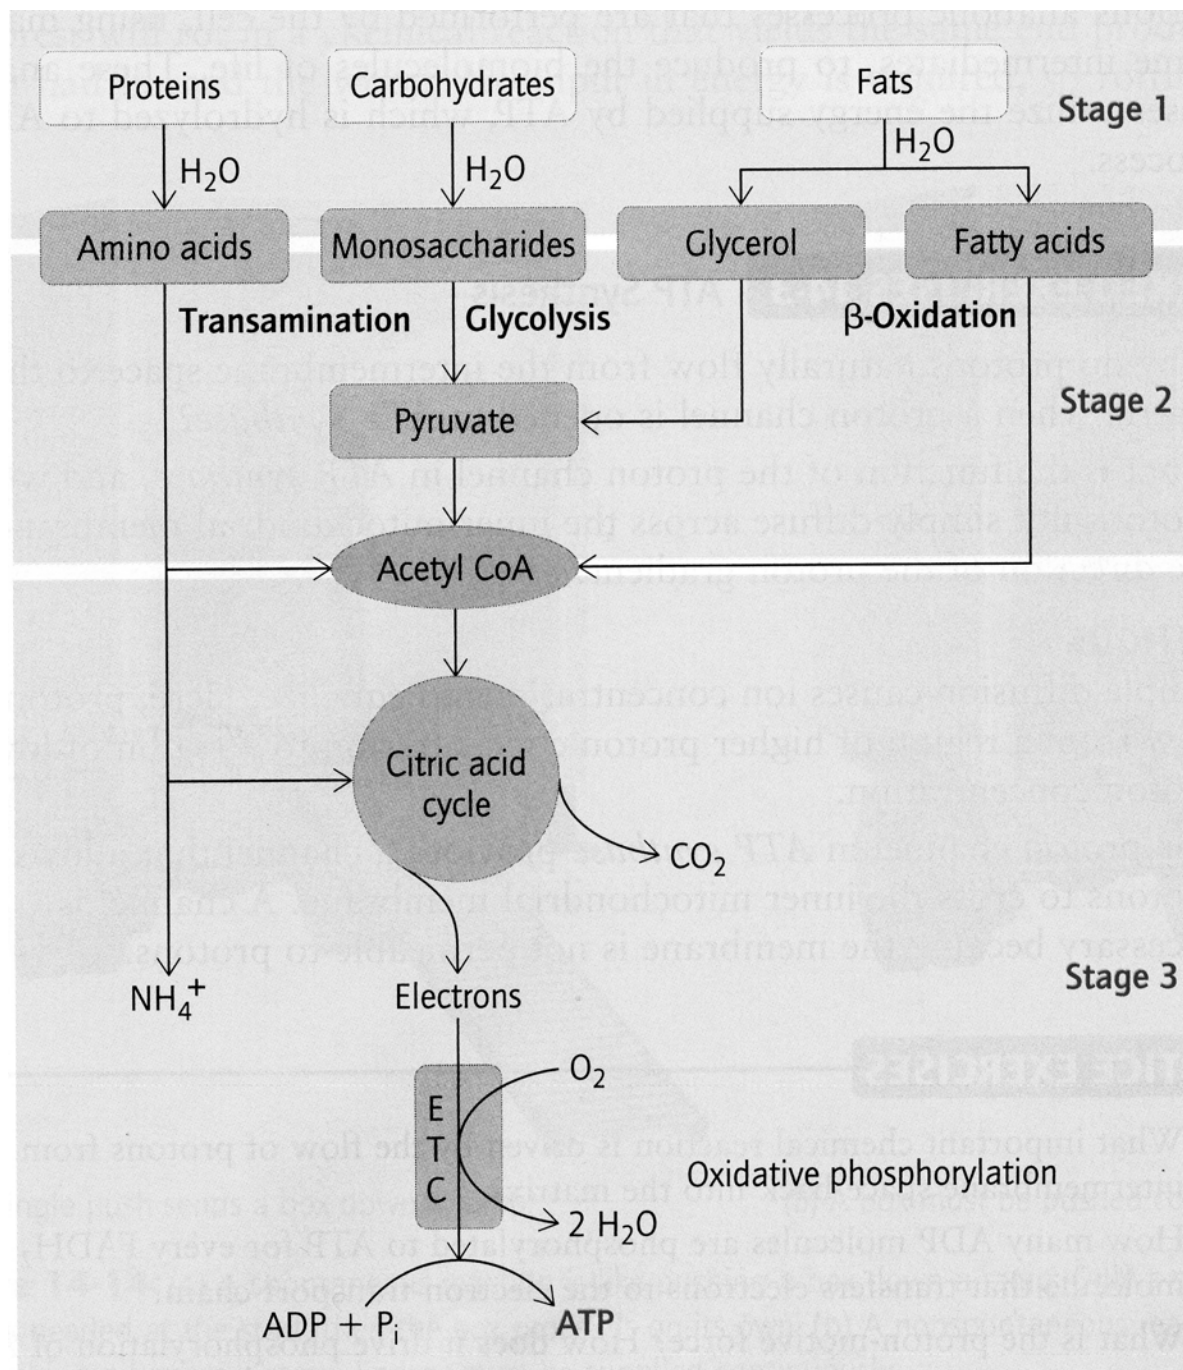 Proteins
Carbohydrates
Fats
Stage 1
H₂O
H₂O
H₂O
Amino acids
Monosaccharides
Glycerol
Fatty acids
Transamination
Glycolysis
β-Oxidation
Pyruvate
Stage 2
Acetyl CoA
Citric acid
cycle
CO₂
Stage 3
NH₄⁺
Electrons
O₂
E
T
C
Oxidative phosphorylation
2 H₂O
ADP + Pᵢ
ATP